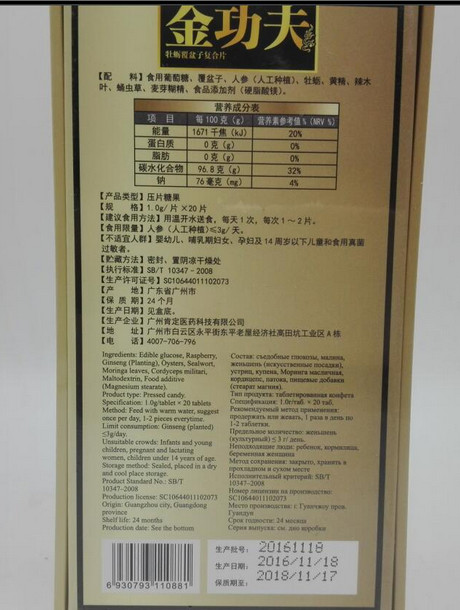 金功夫
牡蛎覆盆子复合片
【配 料】食用葡萄糖、覆盆子、人参（人工种植）、牡蛎、黄精、辣木
叶、蛹虫草、麦芽糊精、食品添加剂（硬脂酸镁）。
营养成分表
项 目 每100克（g） 营养素参考值%（NRV %）
能量 1671千焦（kJ） 20%
蛋白质 0克（g） 0%
脂肪 0克（g） 0%
碳水化合物 96.8克（g） 32%
钠 76毫克（mg） 4%
【产品类型】压片糖果
【规 格】1.0g/片×20片
【建议食用方法】用温开水送食，每天1次，每次1～2片。
【食用限量】人参（人工种植）≤3g/天。
【不适宜人群】婴幼儿、哺乳期妇女、孕妇及14周岁以下儿童和食用真菌
过敏者。
【贮藏方法】密封、置阴凉干燥处
【执行标准】SB/T 10347-2008
【生产许可证号】SC10644011102073
【产 地】广东省广州市
【保 质 期】24个月
【生产日期】见盒底。
【生产企业】广州肯定医药科技有限公司
【地 址】广州市白云区永平街东平老屋经济社高田坑工业区A栋
【电 话】4007-706-796
Ingredients: Edible glucose, Raspberry,
Ginseng (Planting), Oysters, Sealwort,
Moringa leaves, Cordyceps militari,
Maltodextrin, Food additive
(Magnesium stearate).
Product type: Pressed candy.
Specification: 1.0g/tablet × 20 tablets
Method: Feed with warm water, suggest
once per day, 1-2 pieces everytime.
Limit consumption: Ginseng (planted)
≤3g/day.
Unsuitable crowds: Infants and young
children, pregnant and lactating
women, children under 14 years of age.
Storage method: Sealed, placed in a dry
and cool place storage.
Product Standard No.: SB/T
10347–2008
Production license: SC10644011102073
Origin: Guangzhou city, Guangdong
province
Shelf life: 24 months
Production date: See the bottom
Состав: съедобные глюкозы, малина,
женьшень (искусственные посадки),
устриц, купена, Моринга масличная,
кордицепс, патока, пищевые добавки
(стеарат магния).
Тип продукта: таблетированная конфета
Спецификация: 1.0г/табл. × 20 табл.
Рекомендуемый метод применения:
продержать или жевать, 1 раза в день по
1-2 таблетки.
Предельное количество: женьшень
(культурный) ≤ 3 г/ день.
Неподходящие люди: ребенок, кормилица,
беременная женщина
Метод сохранения: закрыто, хранить в
прохладном и сухом месте
Исполнительный критерий: SB/T
10347–2008
Номер лицензии на производство:
SC10644011102073
Место производства: г. Гуанчжоу пров.
Гуандун
Срок годности: 24 месяца
Серия выпуски: см. дно коробки
生产批号： 20161118
生产日期： 2016/11/18
保质期至： 2018/11/17
6 930793 110881